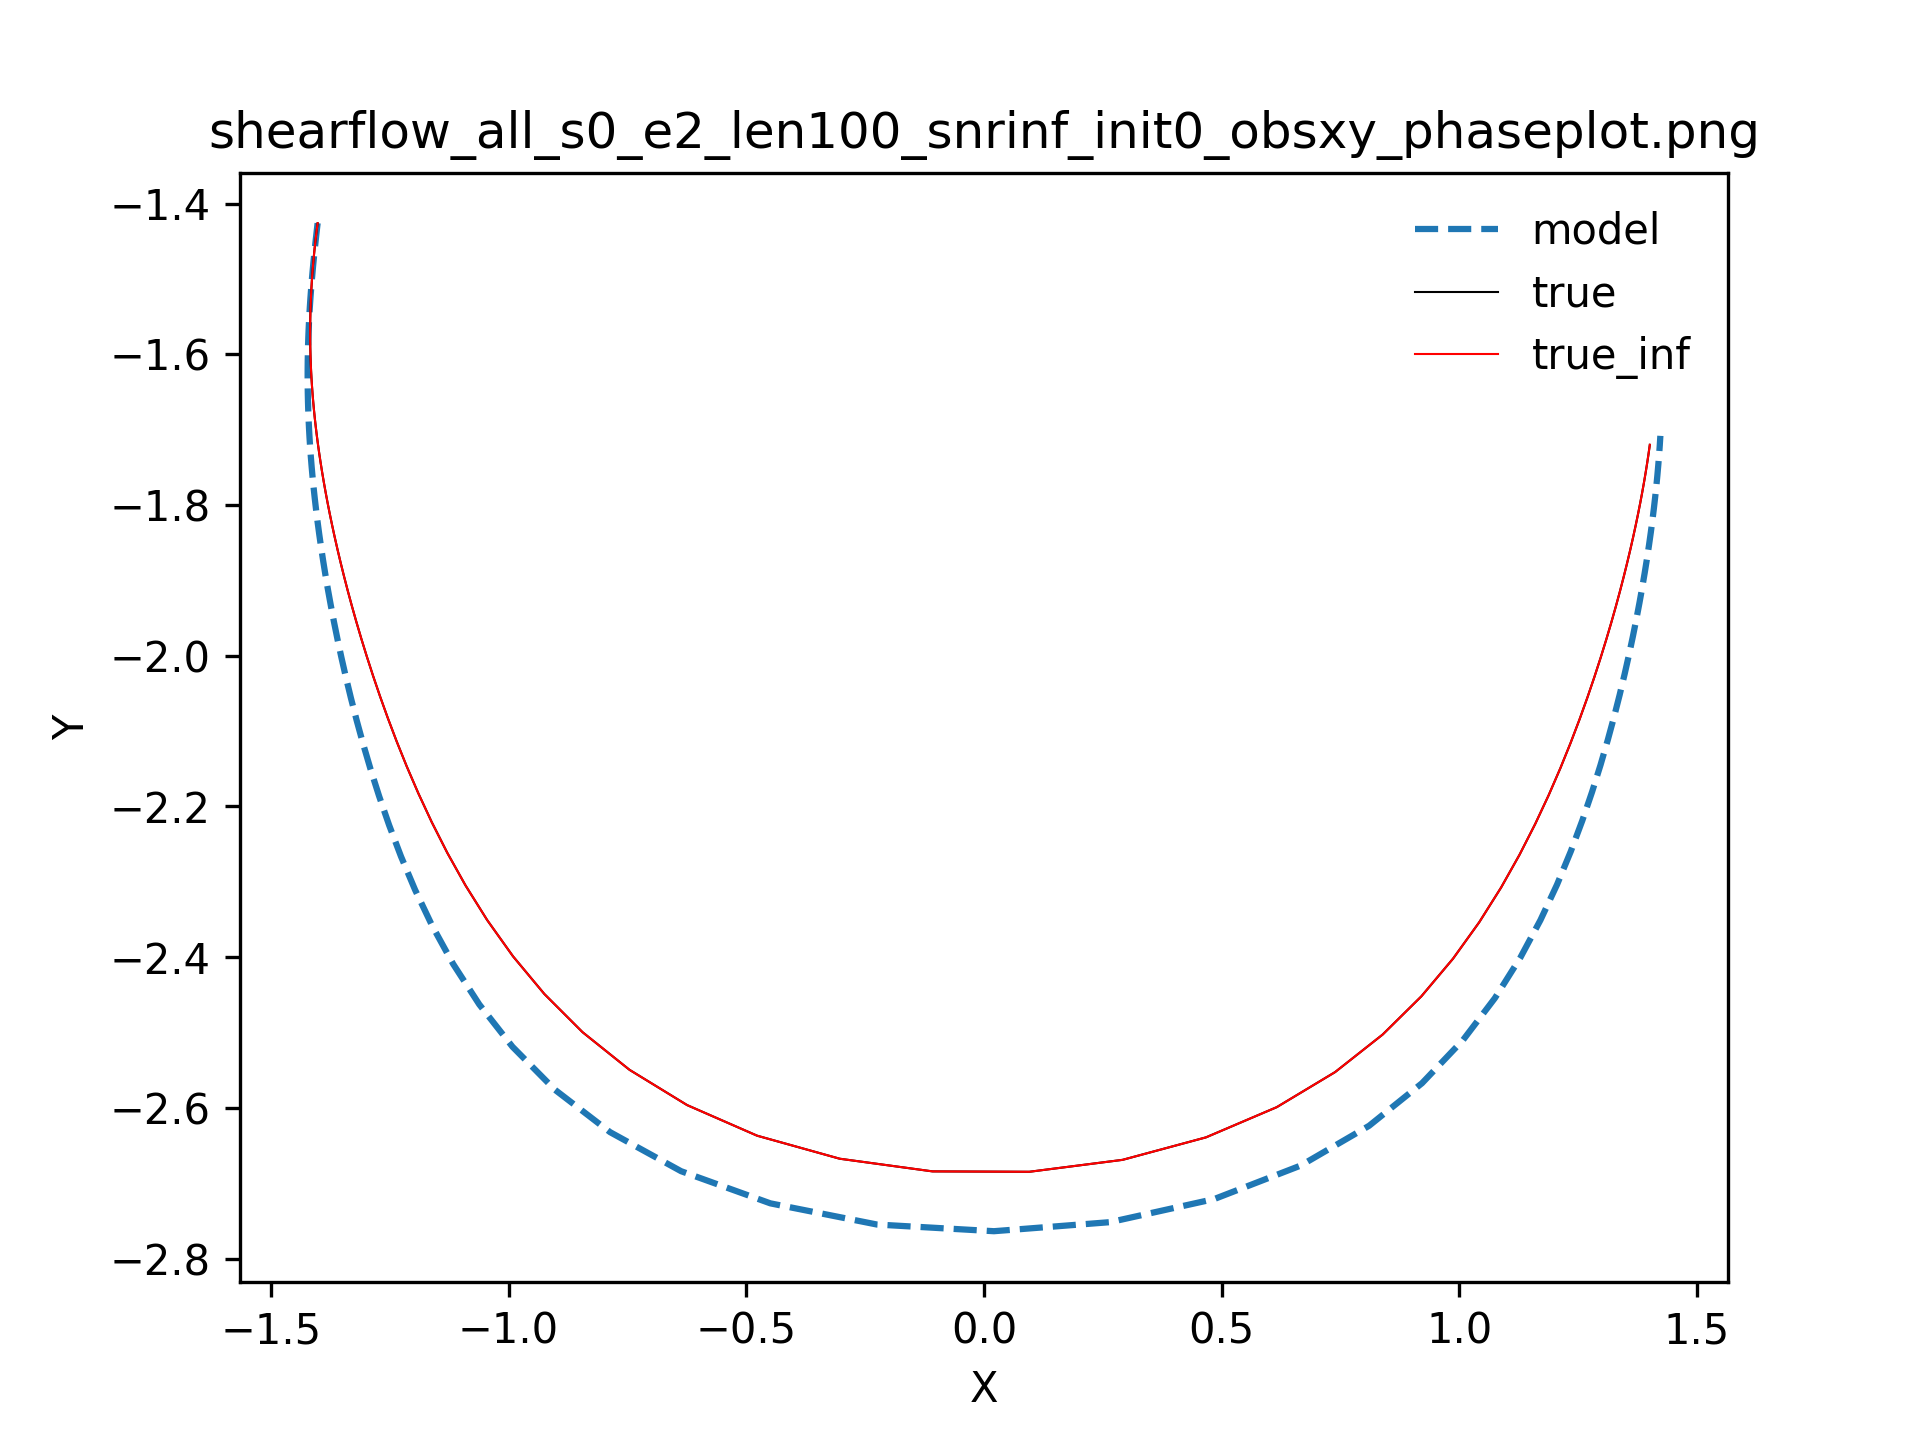 shearflow_all_s0_e2_len100_snrinf_init0_obsxy_phaseplot.png
model
true
true_inf
−1.4
−1.6
−1.8
−2.0
−2.2
−2.4
−2.6
−2.8
Y
−1.5 −1.0 −0.5 0.0 0.5 1.0 1.5
X